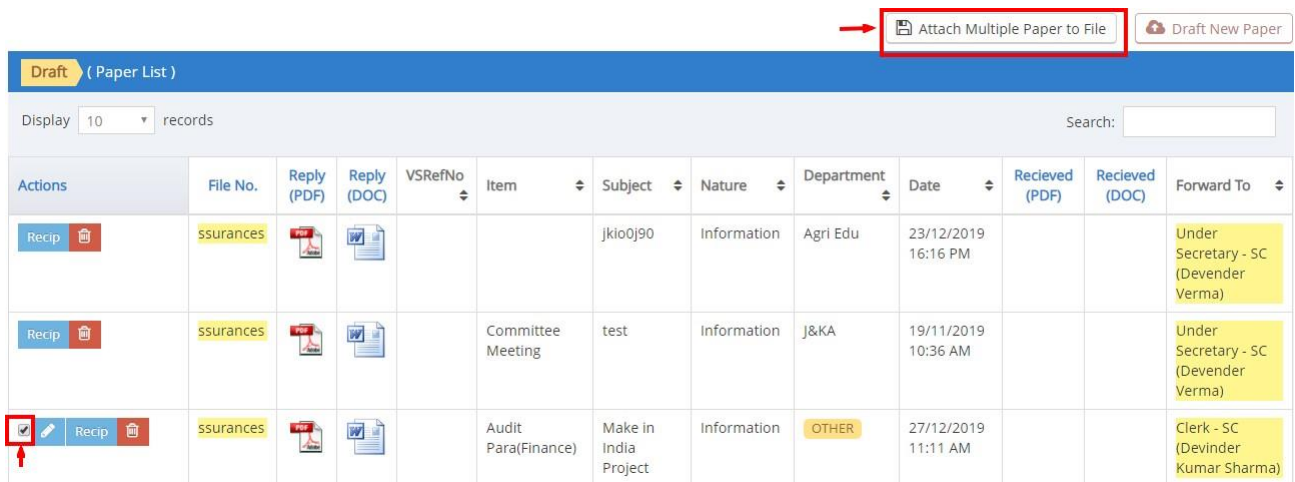 Attach Multiple Paper to File
Draft New Paper
Draft ( Paper List )
Display 10 records
Search:
Actions File No. Reply (PDF) Reply (DOC) VSRefNo Item Subject Nature Department Date Recieved (PDF) Recieved (DOC) Forward To
Recip ssurances jkio0j90 Information Agri Edu 23/12/2019 16:16 PM Under Secretary - SC (Devender Verma)
Recip ssurances Committee Meeting test Information J&KA 19/11/2019 10:36 AM Under Secretary - SC (Devender Verma)
Recip ssurances Audit Para(Finance) Make in India Project Information OTHER 27/12/2019 11:11 AM Clerk - SC (Devinder Kumar Sharma)